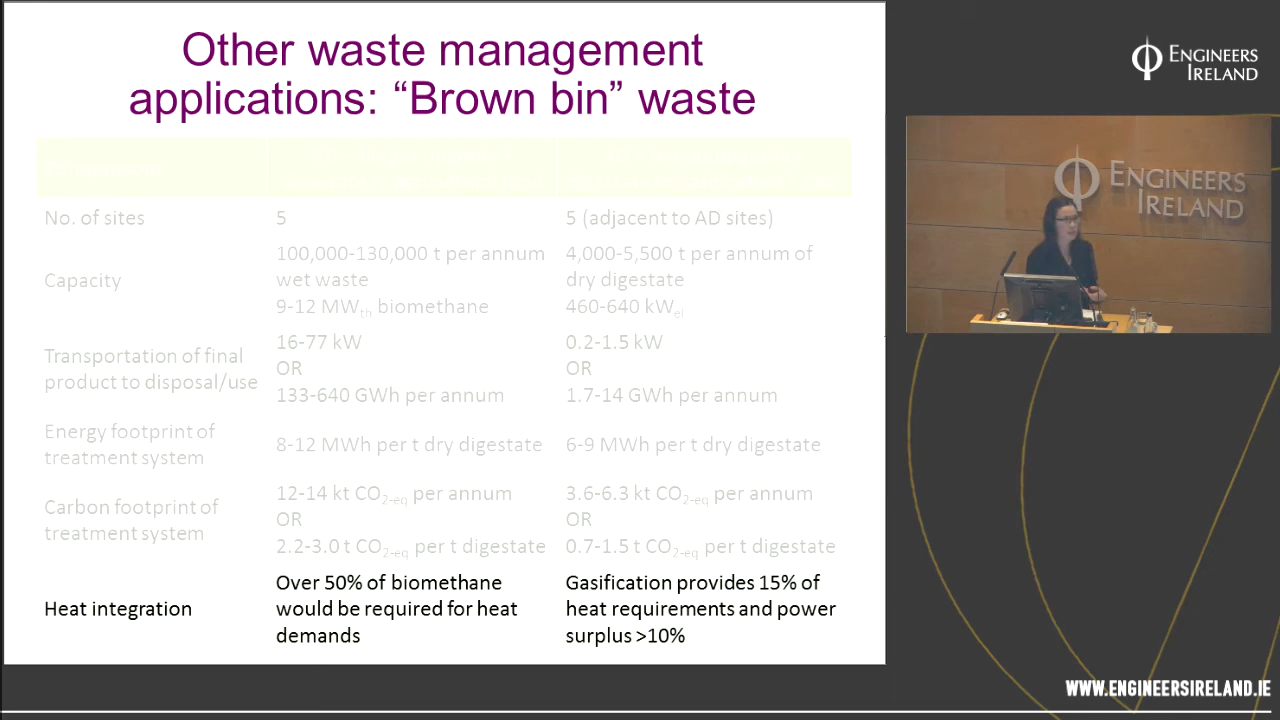 Other waste management
applications: “Brown bin” waste
No. of sites
5
5 (adjacent to AD sites)
Capacity
100,000-130,000 t per annum
wet waste
9-12 MWth biomethane
4,000-5,500 t per annum of
dry digestate
460-640 kWel
Transportation of final
product to disposal/use
16-77 kW
OR
133-640 GWh per annum
0.2-1.5 kW
OR
1.7-14 GWh per annum
Energy footprint of
treatment system
8-12 MWh per t dry digestate
6-9 MWh per t dry digestate
Carbon footprint of
treatment system
12-14 kt CO2-eq per annum
OR
2.2-3.0 t CO2-eq per t digestate
3.6-6.3 kt CO2-eq per annum
OR
0.7-1.5 t CO2-eq per t digestate
Heat integration
Over 50% of biomethane
would be required for heat
demands
Gasification provides 15% of
heat requirements and power
surplus >10%
ENGINEERS
IRELAND
ENGINEERS
IRELAND
WWW.ENGINEERSIRELAND.IE